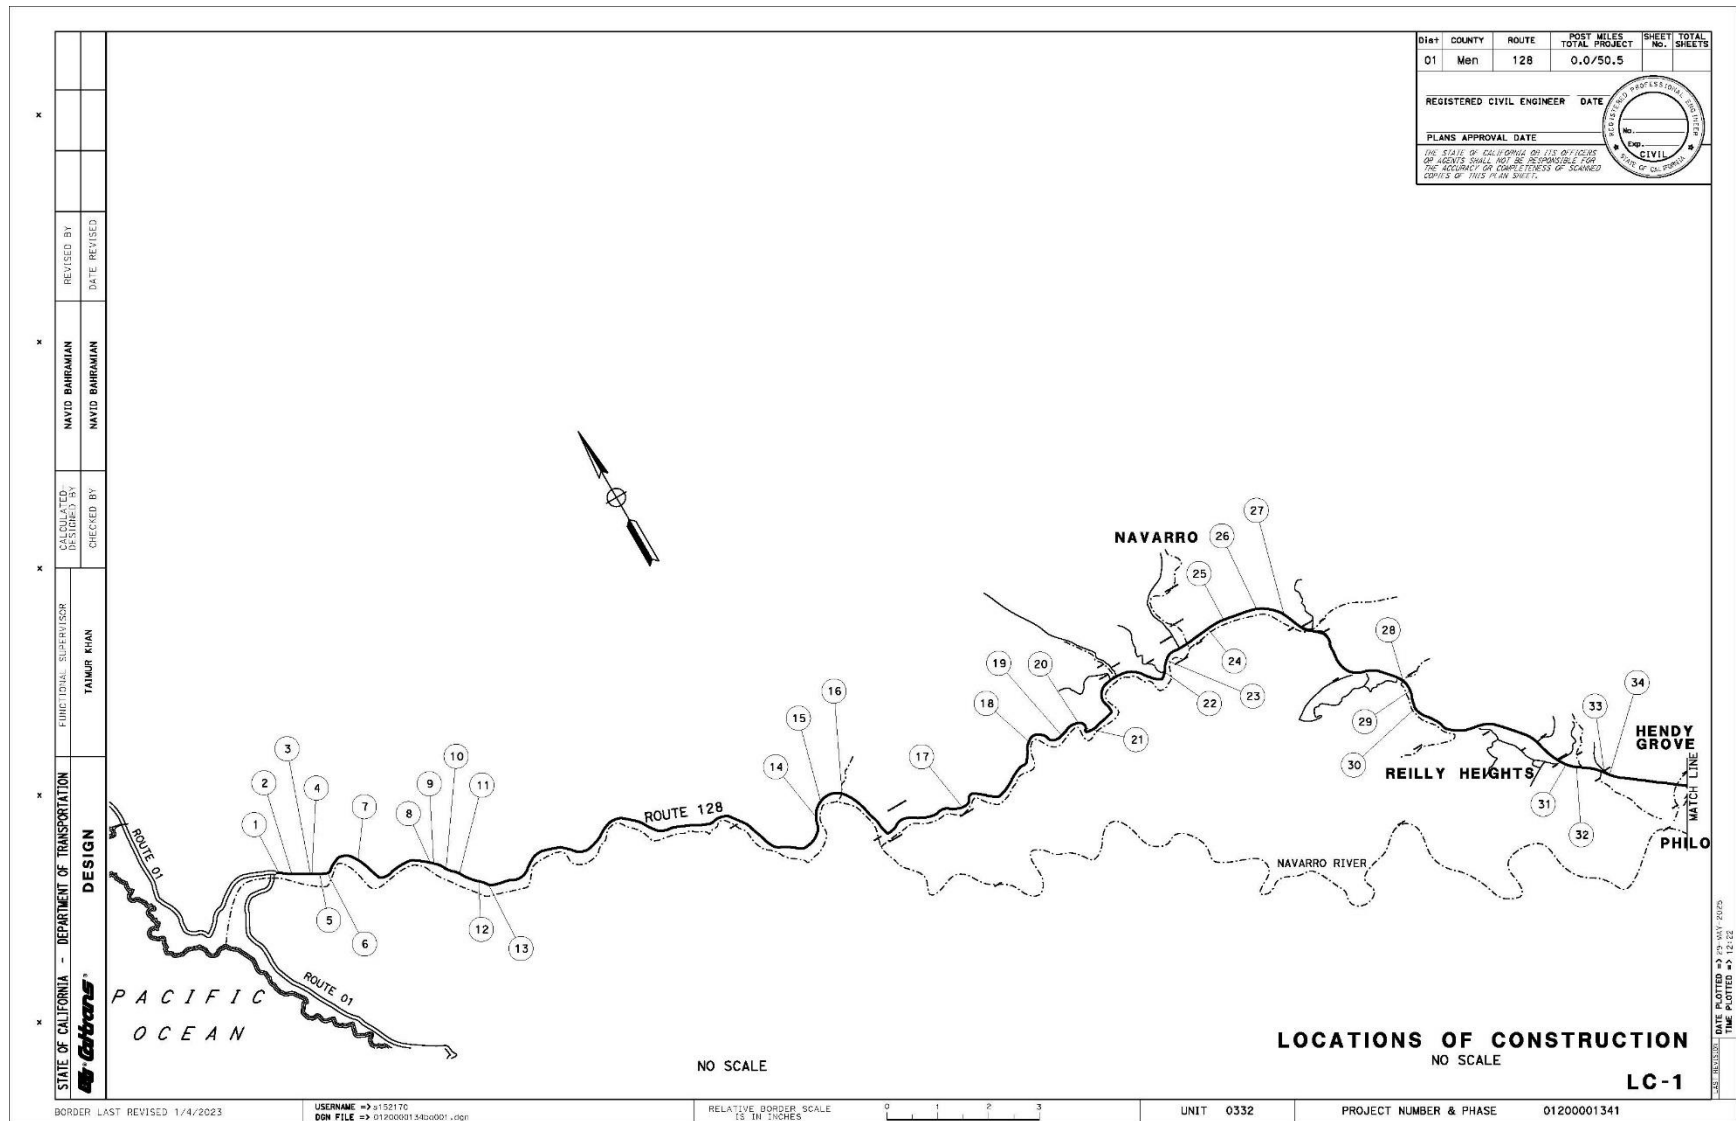 Dist COUNTY ROUTE POST MILES TOTAL PROJECT SHEET No. TOTAL SHEETS
01 Men 128 0.0/50.5
REGISTERED CIVIL ENGINEER DATE
PLANS APPROVAL DATE
THE STATE OF CALIFORNIA OR ITS OFFICERS
OR AGENTS SHALL NOT BE RESPONSIBLE FOR
THE ACCURACY OR COMPLETENESS OF SCANNED
COPIES OF THIS PLAN SHEET.
REGISTERED PROFESSIONAL ENGINEER
No.
Exp.
CIVIL
STATE OF CALIFORNIA
REVISED BY
DATE REVISED
NAVID BAHRAMIAN
NAVID BAHRAMIAN
CALCULATED-
DESIGNED BY
CHECKED BY
FUNCTIONAL SUPERVISOR
TAIMUR KHAN
STATE OF CALIFORNIA - DEPARTMENT OF TRANSPORTATION
DESIGN
Caltrans
NAVARRO
27
26
25
28
24
19
20
23
22
34
33
16
15
18
21
29
HENDY
GROVE
30
REILLY HEIGHTS
14
17
MATCH LINE
31
32
PHILO
ROUTE 128
10
3
9
11
2
4
7
8
1
ROUTE 01
NAVARRO RIVER
5
6
12
13
ROUTE 01
PACIFIC
OCEAN
NO SCALE
LOCATIONS OF CONSTRUCTION
NO SCALE
LC-1
LAST REVISION
DATE PLOTTED => 29-MAY-2025
TIME PLOTTED => 12:22
BORDER LAST REVISED 1/4/2023
USERNAME => s152170
DGN FILE => 0120000134ba001.dgn
RELATIVE BORDER SCALE
IS IN INCHES
0 1 2 3
UNIT 0332
PROJECT NUMBER & PHASE 01200001341